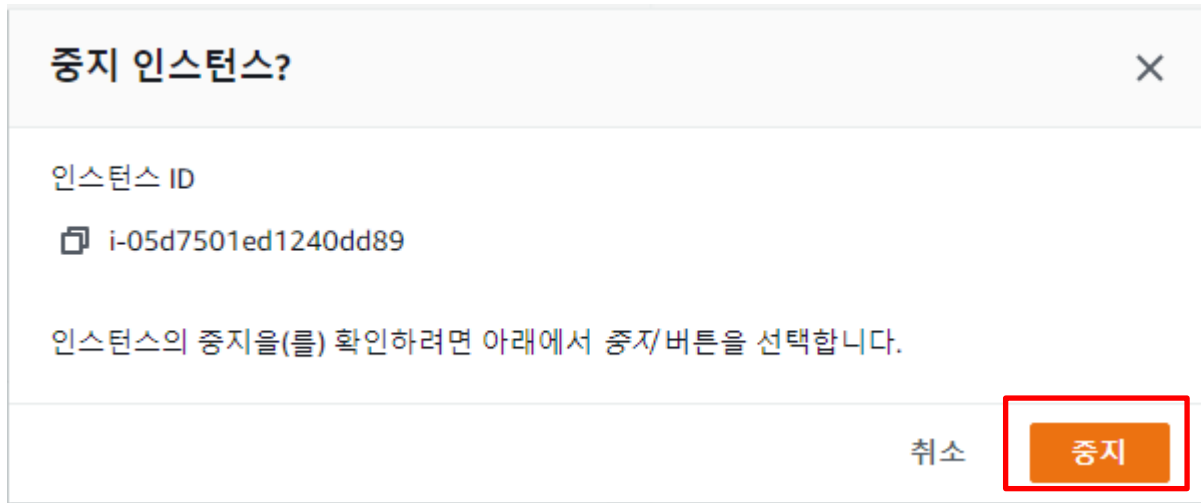 중지 인스턴스?
인스턴스 ID
i-05d7501ed1240dd89
인스턴스의 중지을(를) 확인하려면 아래에서 중지 버튼을 선택합니다.
취소 중지